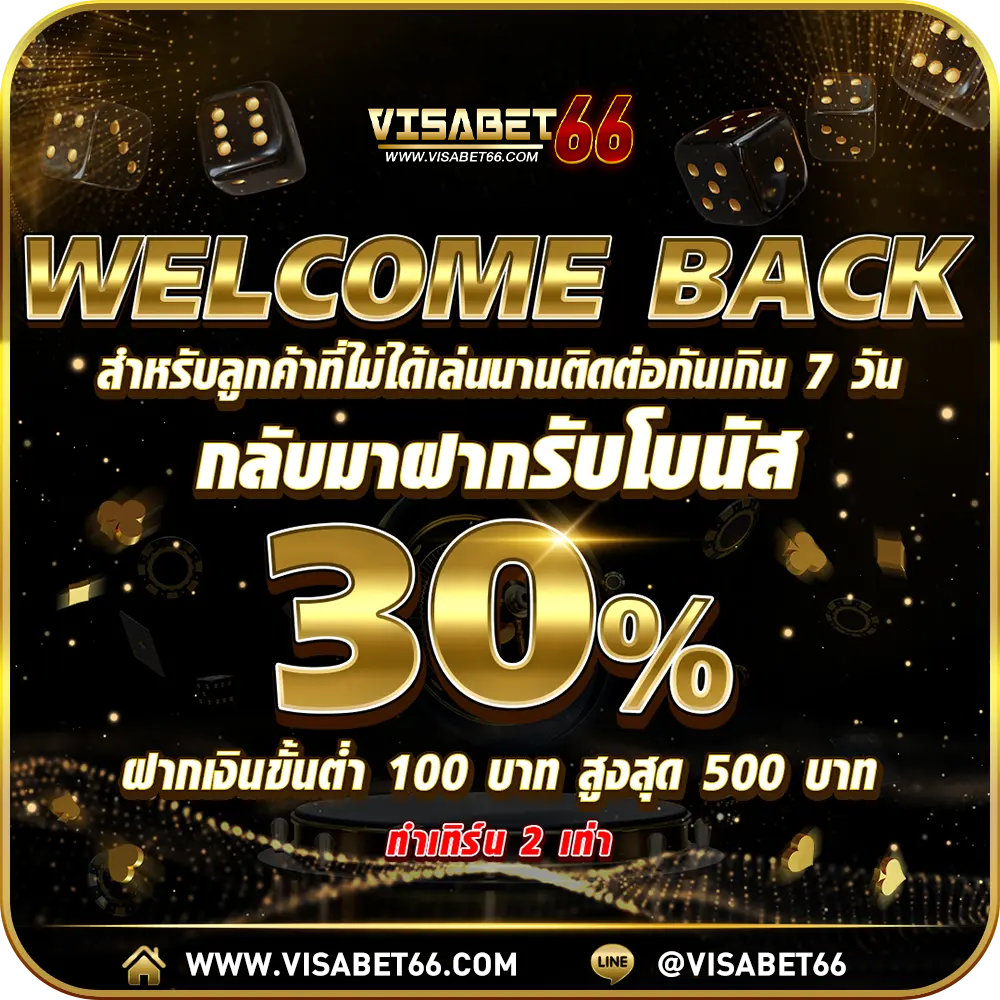 VISABET66
WWW.VISABET66.COM
WELCOME BACK
สำหรับลูกค้าที่ไม่ได้เล่นนานติดต่อกันเกิน 7 วัน
กลับมาฝากรับโบนัส
30%
ฝากเงินขั้นต่ำ 100 บาท สูงสุด 500 บาท
ทำเทิร์น 2 เท่า
WWW.VISABET66.COM LINE @VISABET66